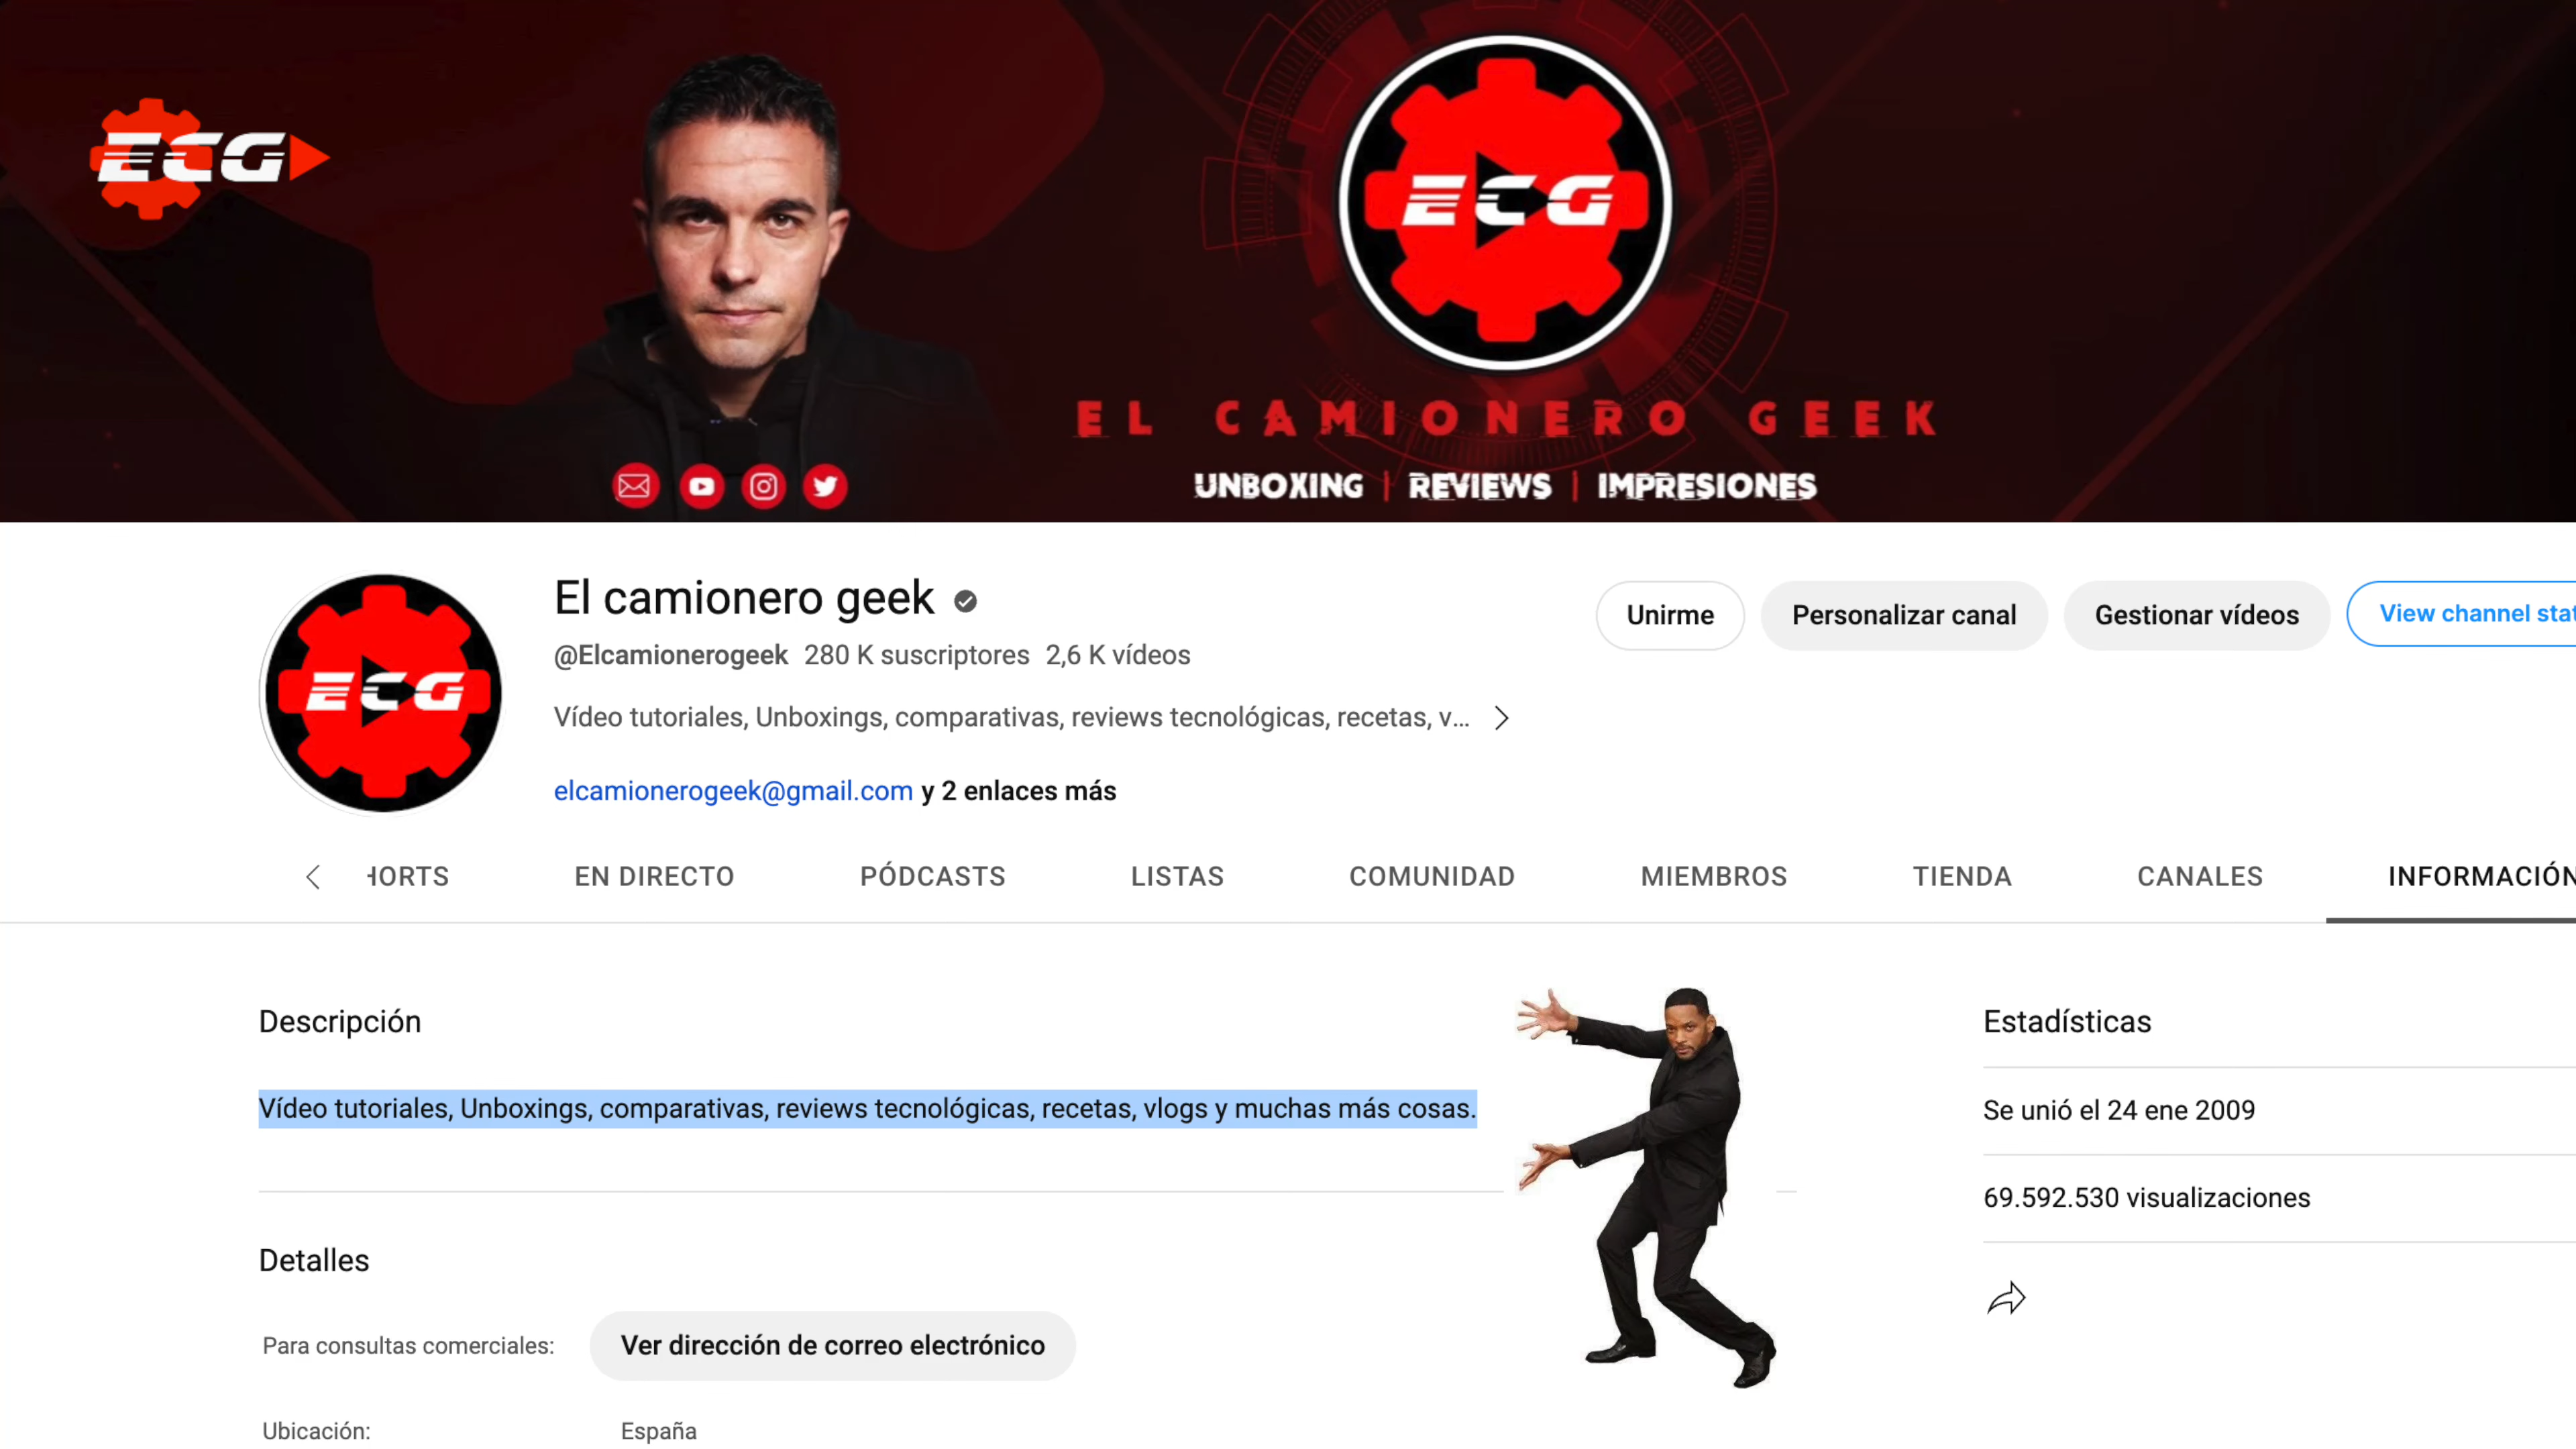 ECG
ECG
EL CAMIONERO GEEK
UNBOXING | REVIEWS | IMPRESIONES
ECG
El camionero geek
@Elcamionerogeek 280 K suscriptores 2,6 K vídeos
Vídeo tutoriales, Unboxings, comparativas, reviews tecnológicas, recetas, v...
elcamionerogeek@gmail.com y 2 enlaces más
Unirme
Personalizar canal
Gestionar vídeos
View channel stat
HORTS
EN DIRECTO
PÓDCASTS
LISTAS
COMUNIDAD
MIEMBROS
TIENDA
CANALES
INFORMACIÓN
Descripción
Vídeo tutoriales, Unboxings, comparativas, reviews tecnológicas, recetas, vlogs y muchas más cosas.
Detalles
Para consultas comerciales:
Ver dirección de correo electrónico
Ubicación:
España
Estadísticas
Se unió el 24 ene 2009
69.592.530 visualizaciones